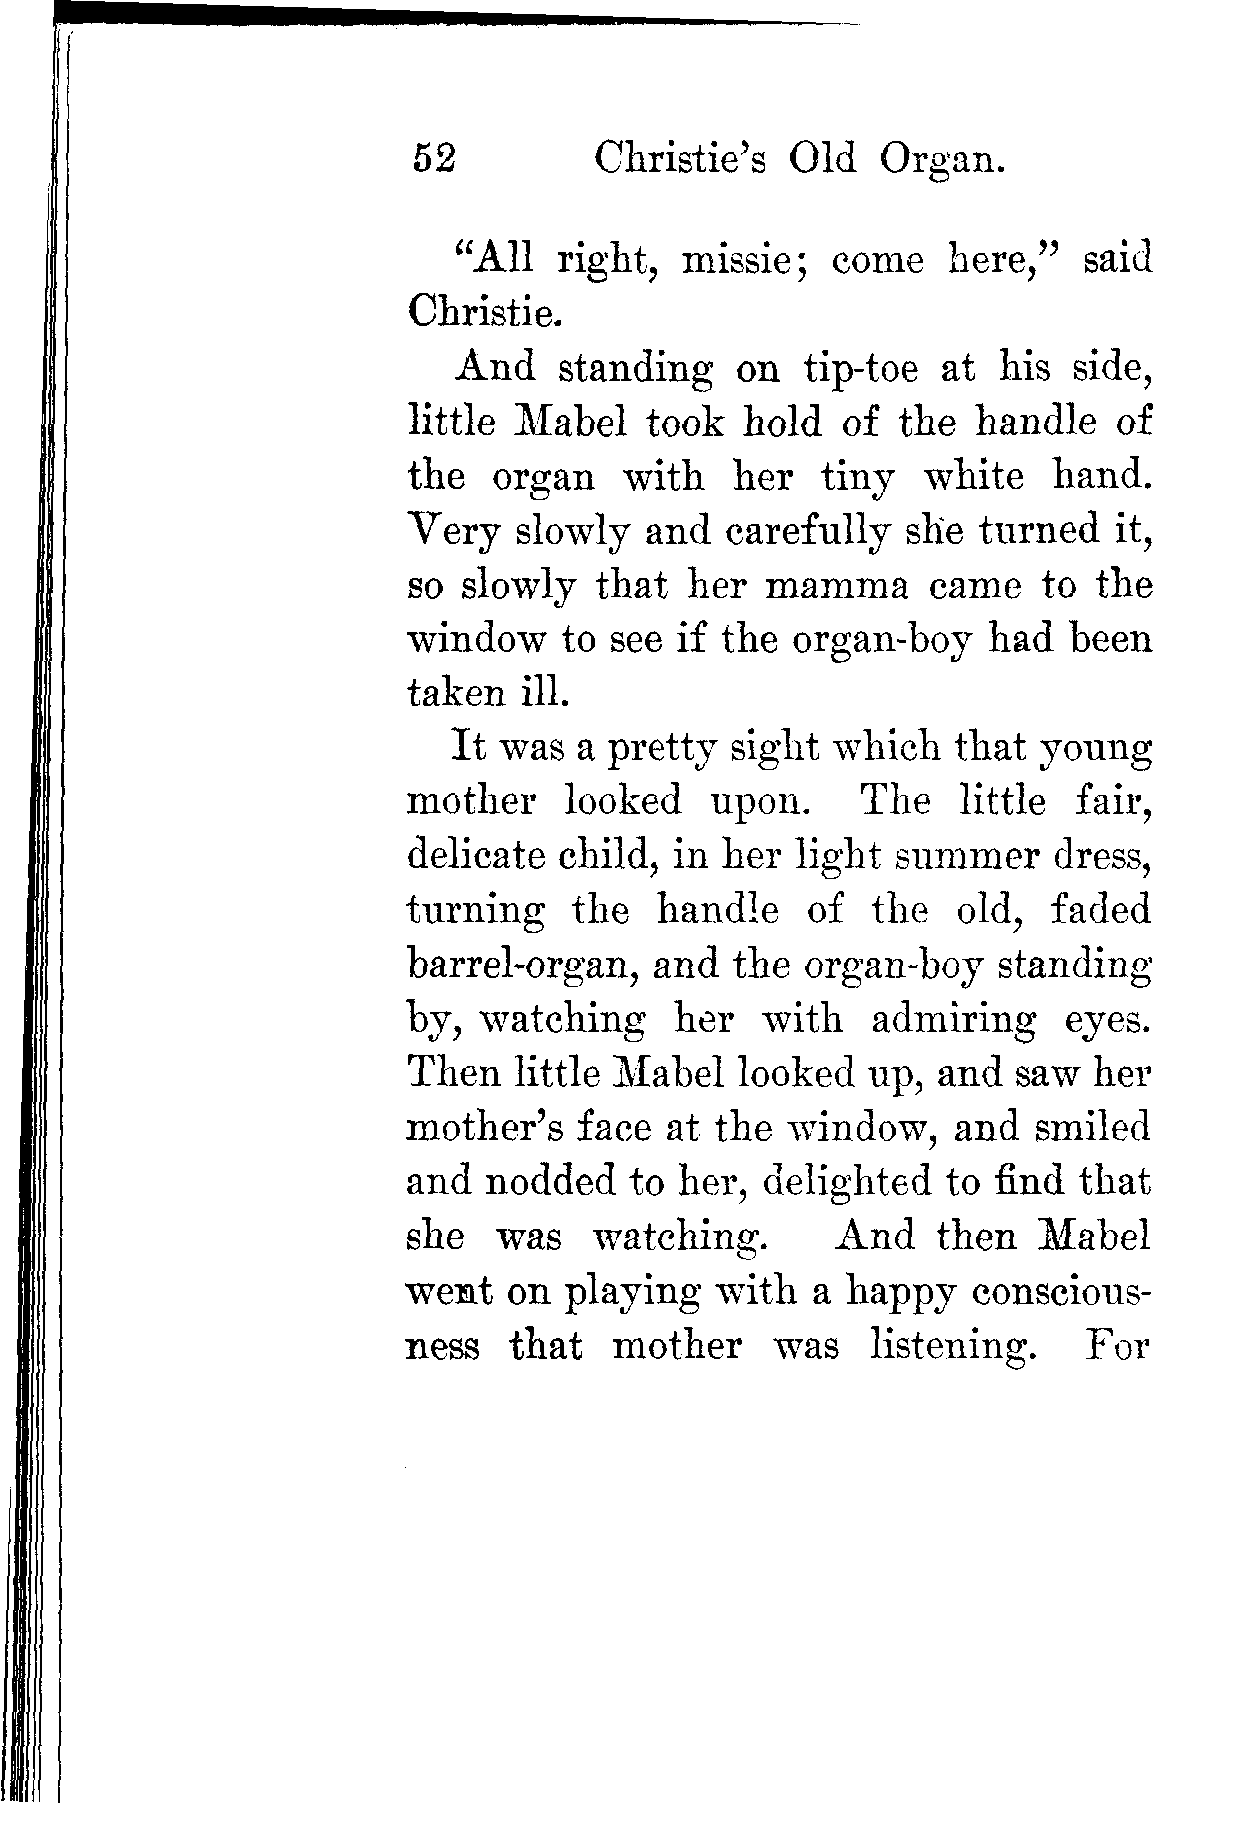 52 Christie's Old Organ.
"All right, missie; come here," said
Christie.
And standing on tip-toe at his side,
little Mabel took hold of the handle of
the organ with her tiny white hand.
Very slowly and carefully she turned it,
so slowly that her mamma came to the
window to see if the organ-boy had been
taken ill.
It was a pretty sight which that young
mother looked upon. The little fair,
delicate child, in her light summer dress,
turning the handle of the old, faded
barrel-organ, and the organ-boy standing
by, watching her with admiring eyes.
Then little Mabel looked up, and saw her
mother's face at the window, and smiled
and nodded to her, delighted to find that
she was watching. And then Mabel
went on playing with a happy conscious-
ness that mother was listening. For